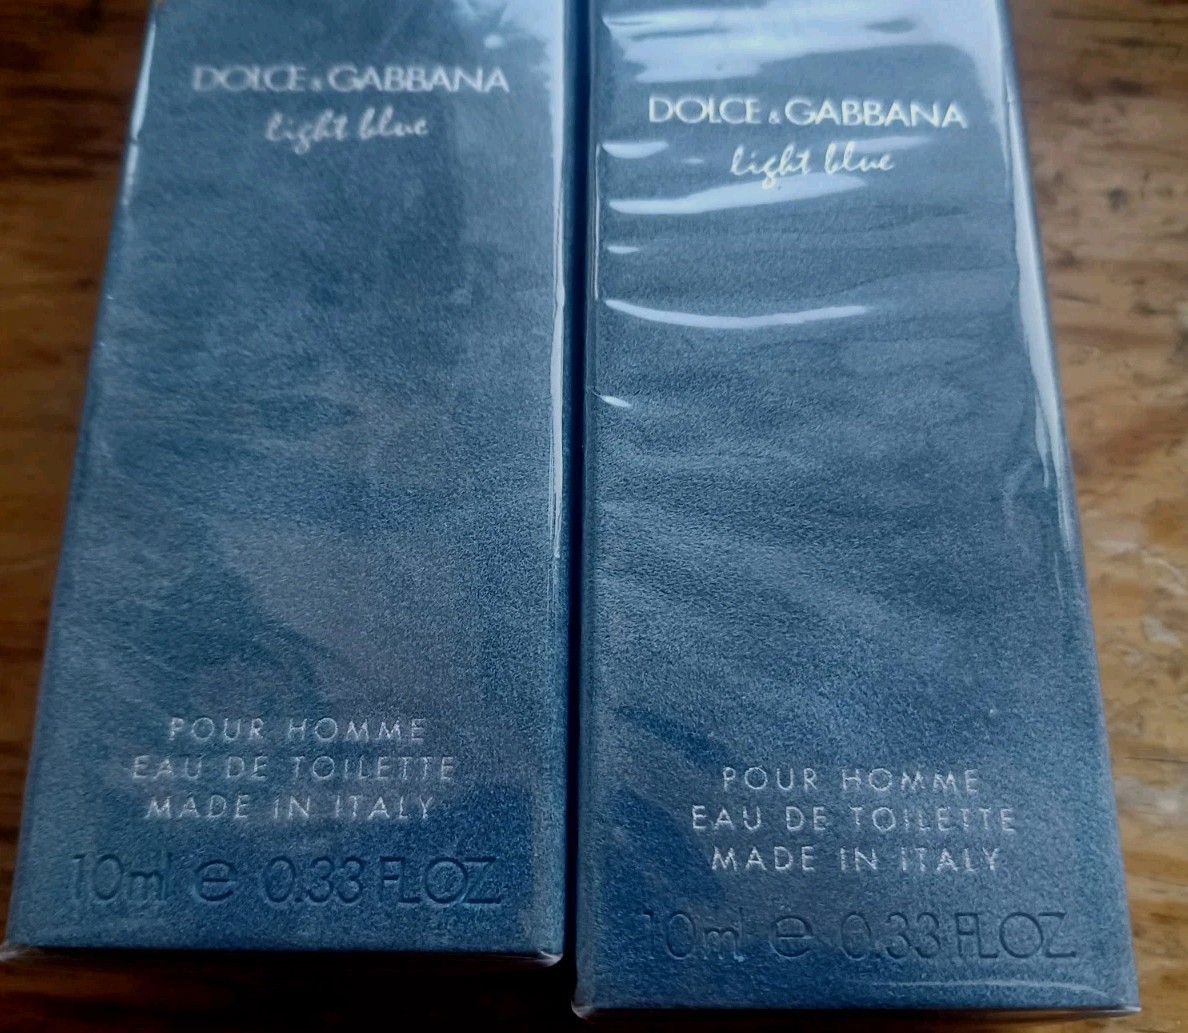 DOLCE & GABBANA
light blue
POUR HOMME
EAU DE TOILETTE
MADE IN ITALY
10ml e 0.33 FL OZ
DOLCE & GABBANA
light blue
POUR HOMME
EAU DE TOILETTE
MADE IN ITALY
10ml e 0.33 FL OZ